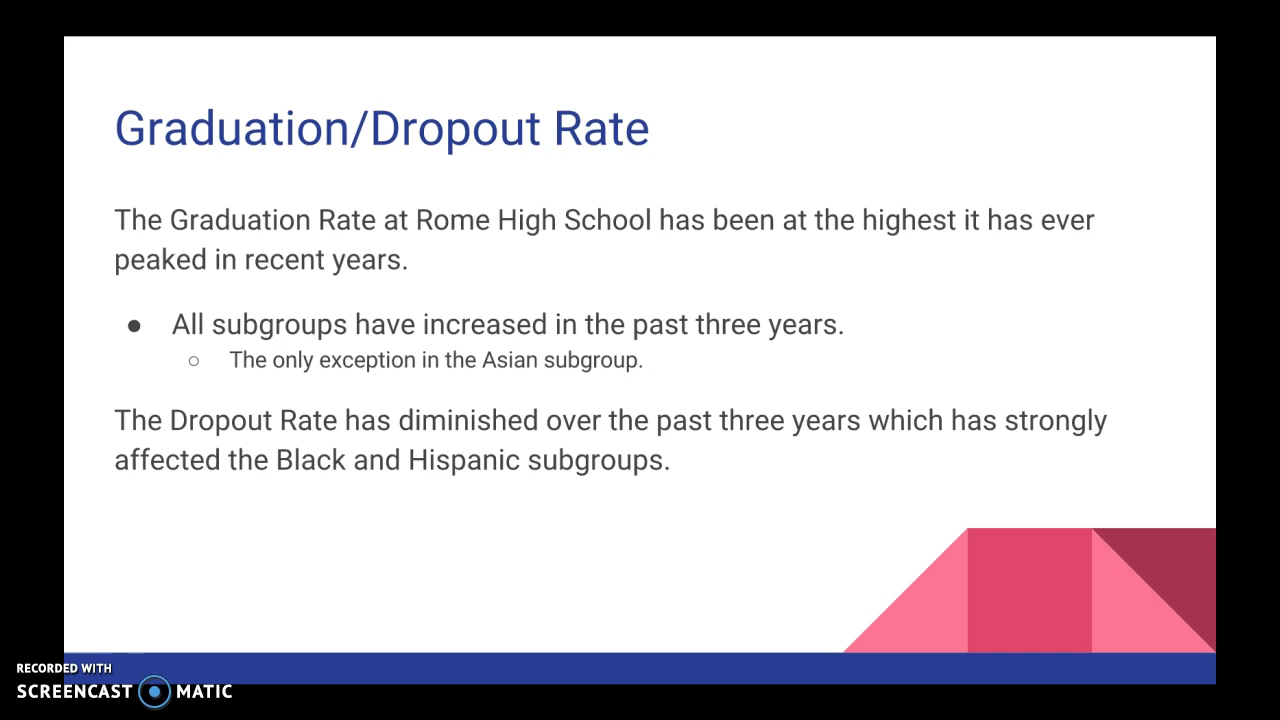 Graduation/Dropout Rate
The Graduation Rate at Rome High School has been at the highest it has ever
peaked in recent years.
● All subgroups have increased in the past three years.
○ The only exception in the Asian subgroup.
The Dropout Rate has diminished over the past three years which has strongly
affected the Black and Hispanic subgroups.
RECORDED WITH
SCREENCAST MATIC